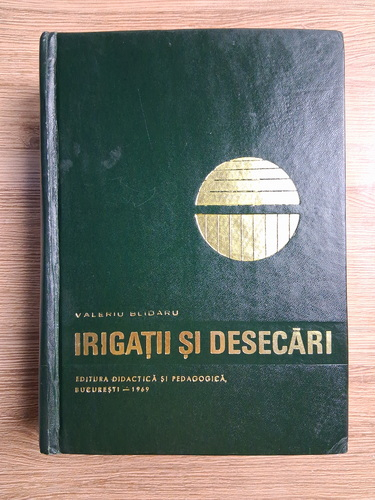 VALERIU BLIDARU
IRIGAȚII ȘI DESECĂRI
EDITURA DIDACTICĂ ȘI PEDAGOGICĂ,
BUCUREȘTI — 1969